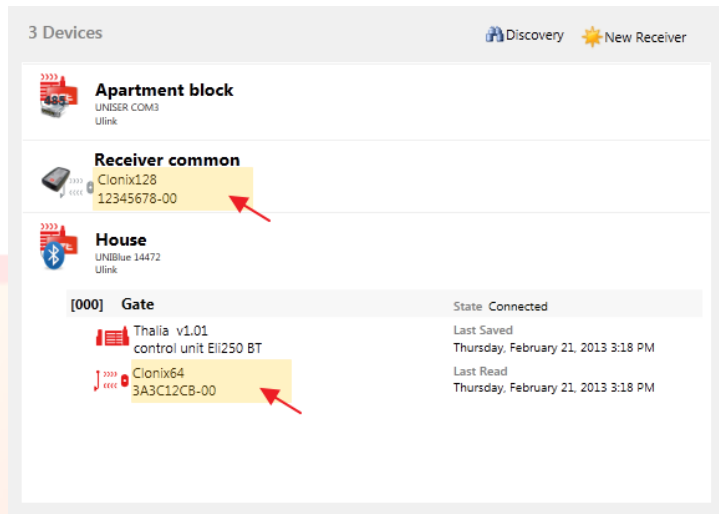 3 Devices
Discovery
New Receiver
485
Apartment block
UNISER COM3
Ulink
Receiver common
Clonix128
12345678-00
House
UNIBlue 14472
Ulink
[000] Gate
State Connected
Thalia v1.01
control unit Eli250 BT
Last Saved
Thursday, February 21, 2013 3:18 PM
Clonix64
3A3C12CB-00
Last Read
Thursday, February 21, 2013 3:18 PM